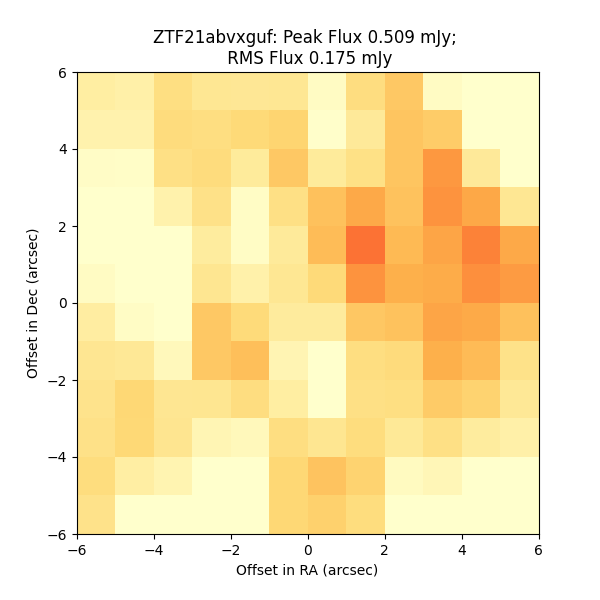 ZTF21abvxguf: Peak Flux 0.509 mJy;
RMS Flux 0.175 mJy
6
4
2
0
−2
−4
−6
Offset in Dec (arcsec)
−6 −4 −2 0 2 4 6
Offset in RA (arcsec)